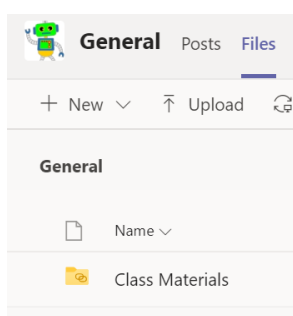 General Posts Files
New Upload
General
Name
Class Materials